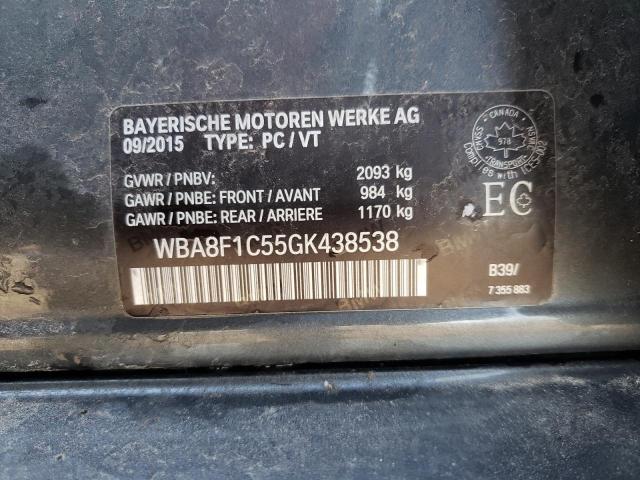 BAYERISCHE MOTOREN WERKE AG
09/2015 TYPE: PC / VT
GVWR / PNBV: 2093 kg
GAWR / PNBE: FRONT / AVANT 984 kg
GAWR / PNBE: REAR / ARRIERE 1170 kg
WBA8F1C55GK438538
CANADA
978
TRANSPORT
EC
B39/
7 355 883